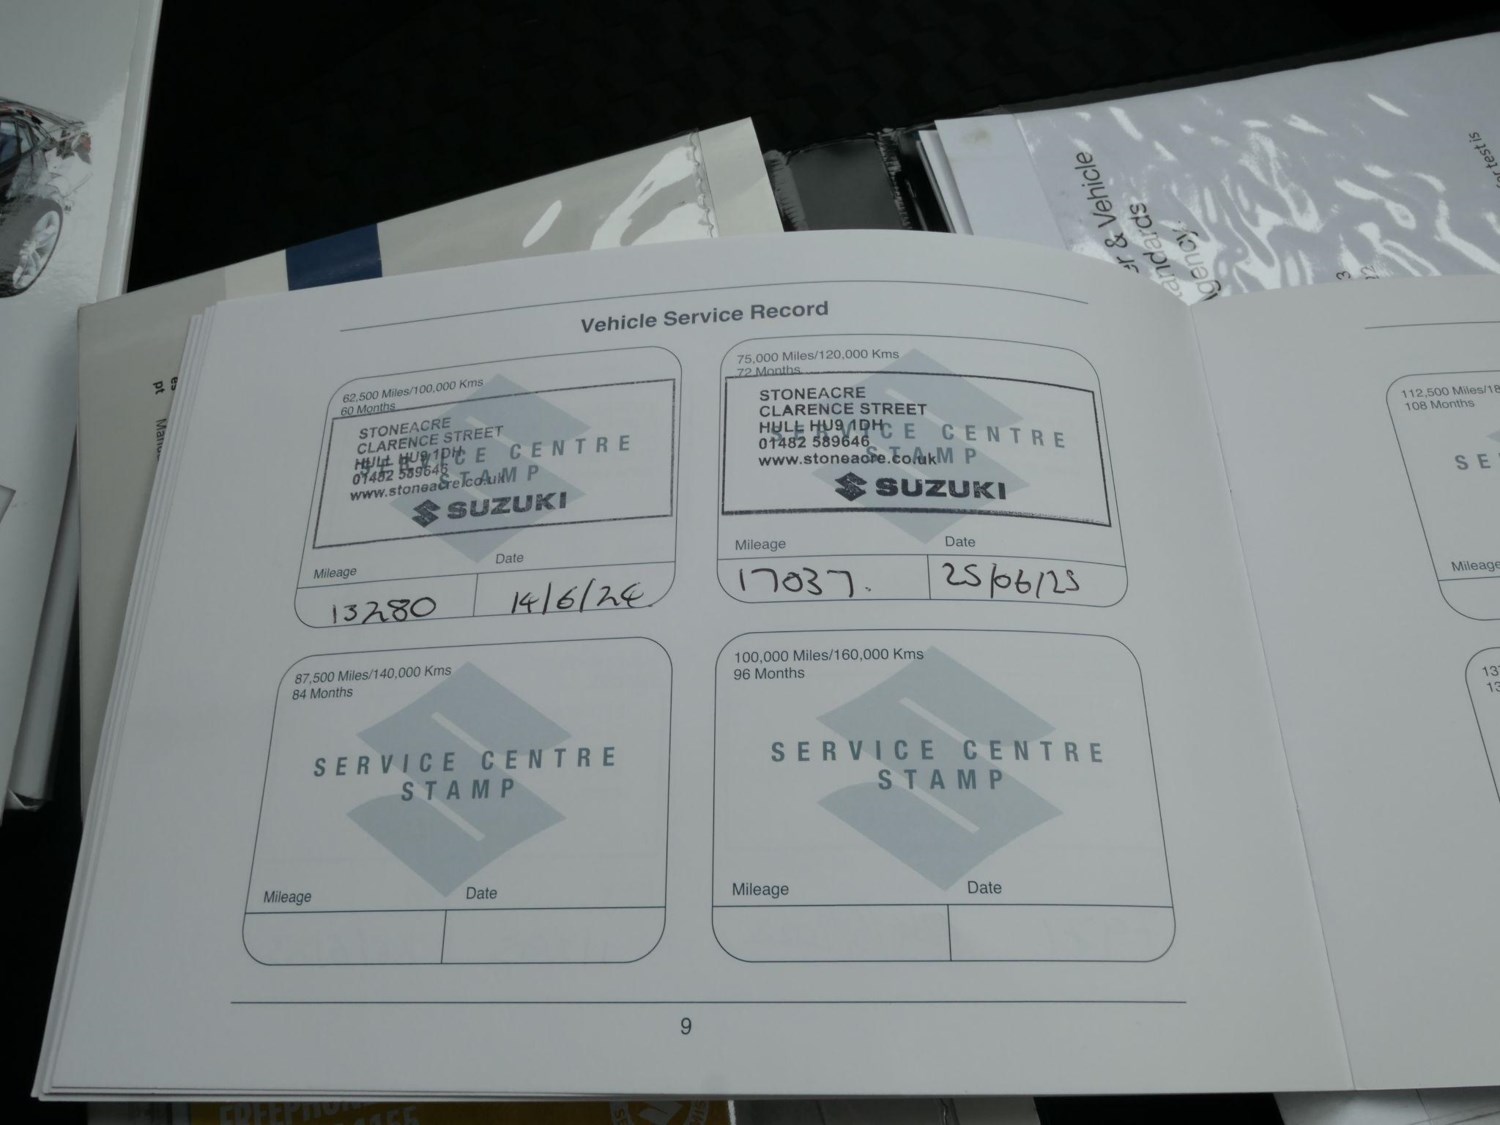 Vehicle Service Record
62,500 Miles/100,000 Kms
60 Months
STONEACRE
CLARENCE STREET
HULL HU9 1DH
01482 589646
www.stoneacre.co.uk
SERVICE CENTRE
STAMP
SUZUKI
Mileage Date
13280 14/6/24
75,000 Miles/120,000 Kms
72 Months
STONEACRE
CLARENCE STREET
HULL HU9 1DH
01482 589646
www.stoneacre.co.uk
SERVICE CENTRE
STAMP
SUZUKI
Mileage Date
17037. 25/06/25
87,500 Miles/140,000 Kms
84 Months
SERVICE CENTRE
STAMP
Mileage Date
100,000 Miles/160,000 Kms
96 Months
SERVICE CENTRE
STAMP
Mileage Date
9
112,500 Miles/18
108 Months
SE
Mileage
& Vehicle
andards
gency.
test is